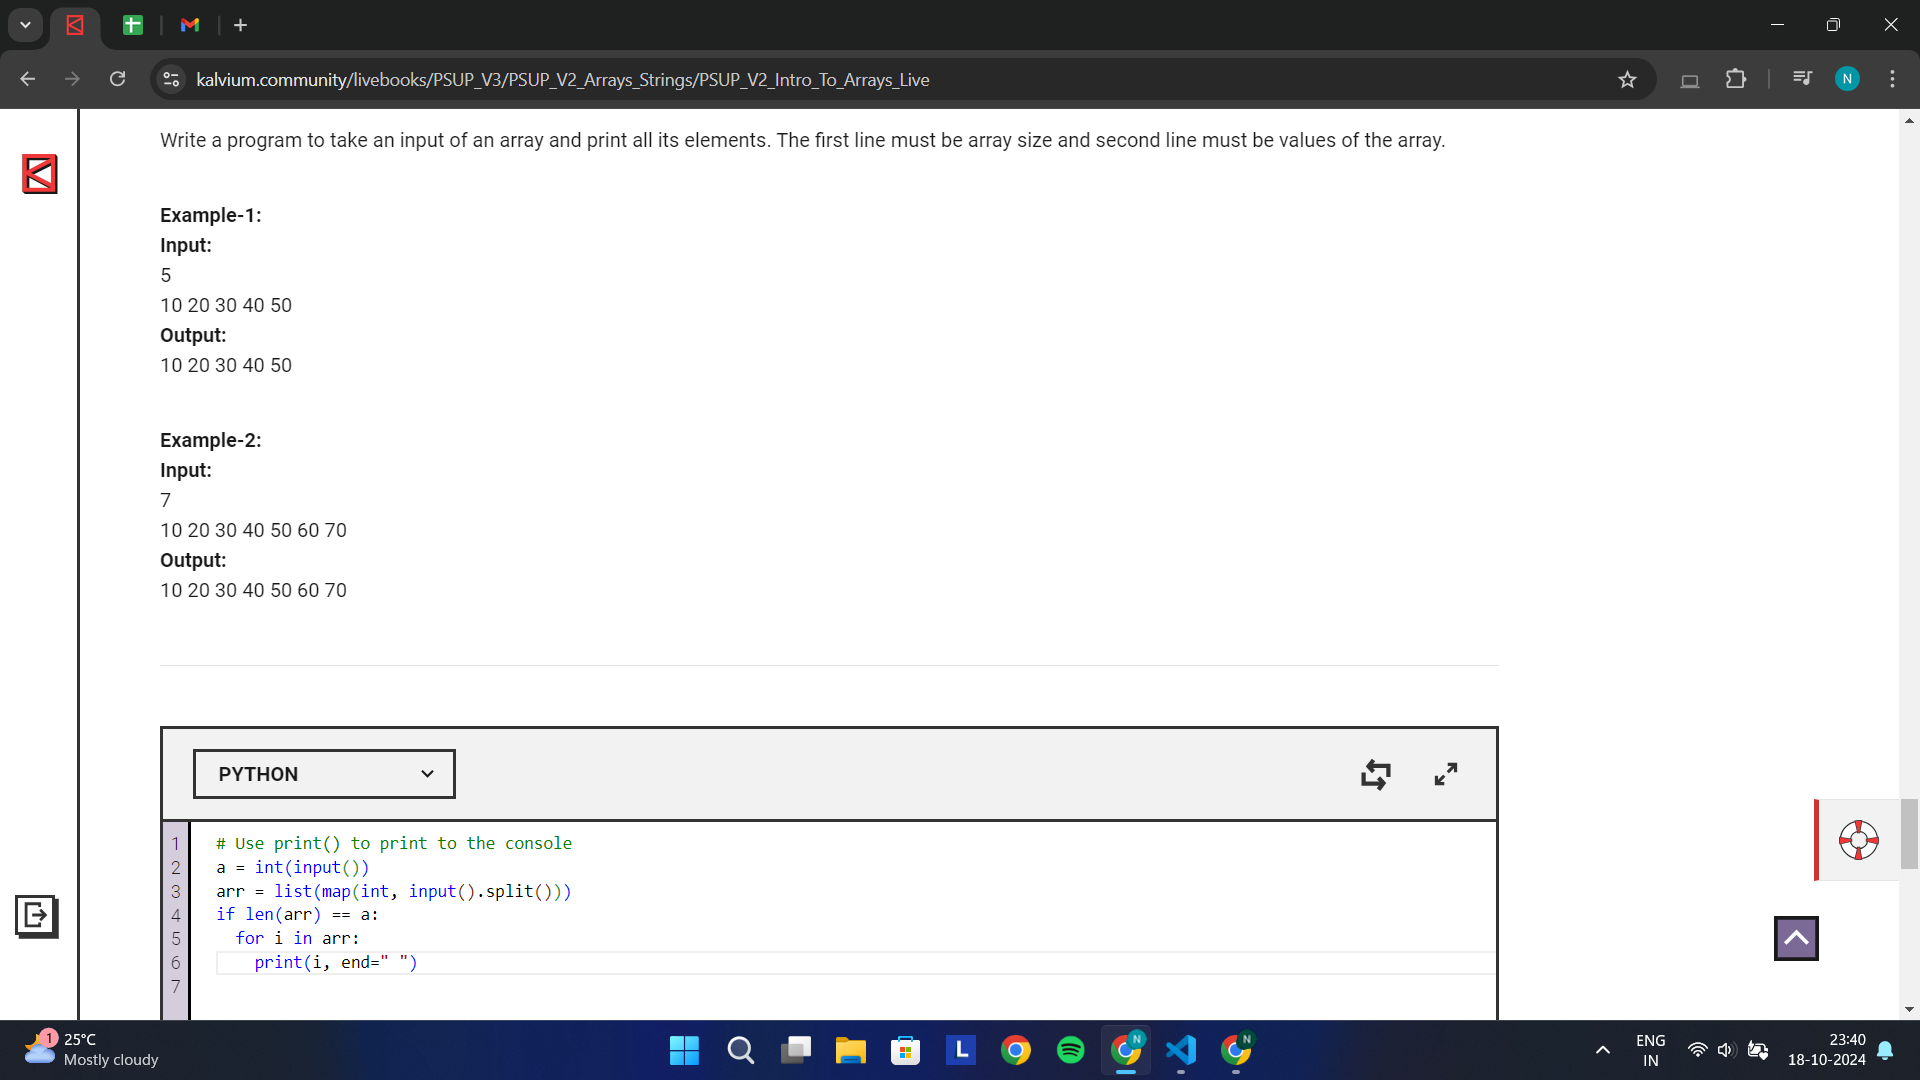 kalvium.community/livebooks/PSUP_V3/PSUP_V2_Arrays_Strings/PSUP_V2_Intro_To_Arrays_Live
N
Write a program to take an input of an array and print all its elements. The first line must be array size and second line must be values of the array.
Example-1:
Input:
5
10 20 30 40 50
Output:
10 20 30 40 50
Example-2:
Input:
7
10 20 30 40 50 60 70
Output:
10 20 30 40 50 60 70
PYTHON
1 # Use print() to print to the console
2 a = int(input())
3 arr = list(map(int, input().split()))
4 if len(arr) == a:
5   for i in arr:
6     print(i, end=" ")
7
1
25°C
Mostly cloudy
L
N
N
ENG
IN
23:40
18-10-2024